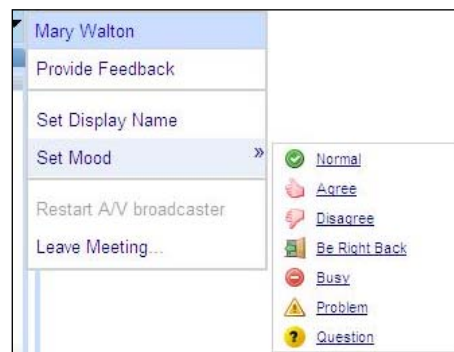 Mary Walton
Provide Feedback
Set Display Name
Set Mood »
Normal
Agree
Disagree
Be Right Back
Busy
Problem
Question
Restart A/V broadcaster
Leave Meeting...